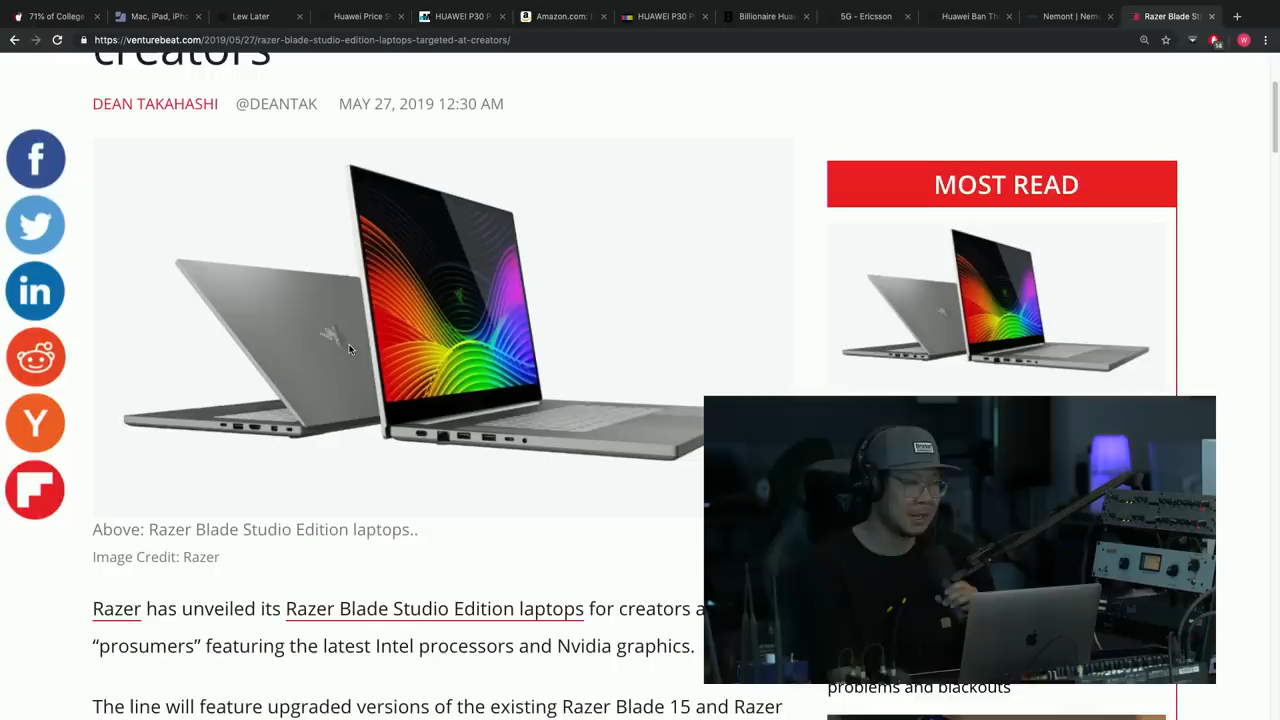 71% of College
Mac, iPad, iPho
Lew Later
Huawei Price S
HUAWEI P30 P
Amazon.com:
HUAWEI P30 P
Billionaire Hua
5G - Ericsson
Huawei Ban Th
Nemont | Nem
Razer Blade St
https://venturebeat.com/2019/05/27/razer-blade-studio-edition-laptops-targeted-at-creators/
14
W
creators
DEAN TAKAHASHI @DEANTAK MAY 27, 2019 12:30 AM
MOST READ
Above: Razer Blade Studio Edition laptops..
Image Credit: Razer
Razer has unveiled its Razer Blade Studio Edition laptops for creators a
“prosumers” featuring the latest Intel processors and Nvidia graphics.
problems and blackouts
The line will feature upgraded versions of the existing Razer Blade 15 and Razer